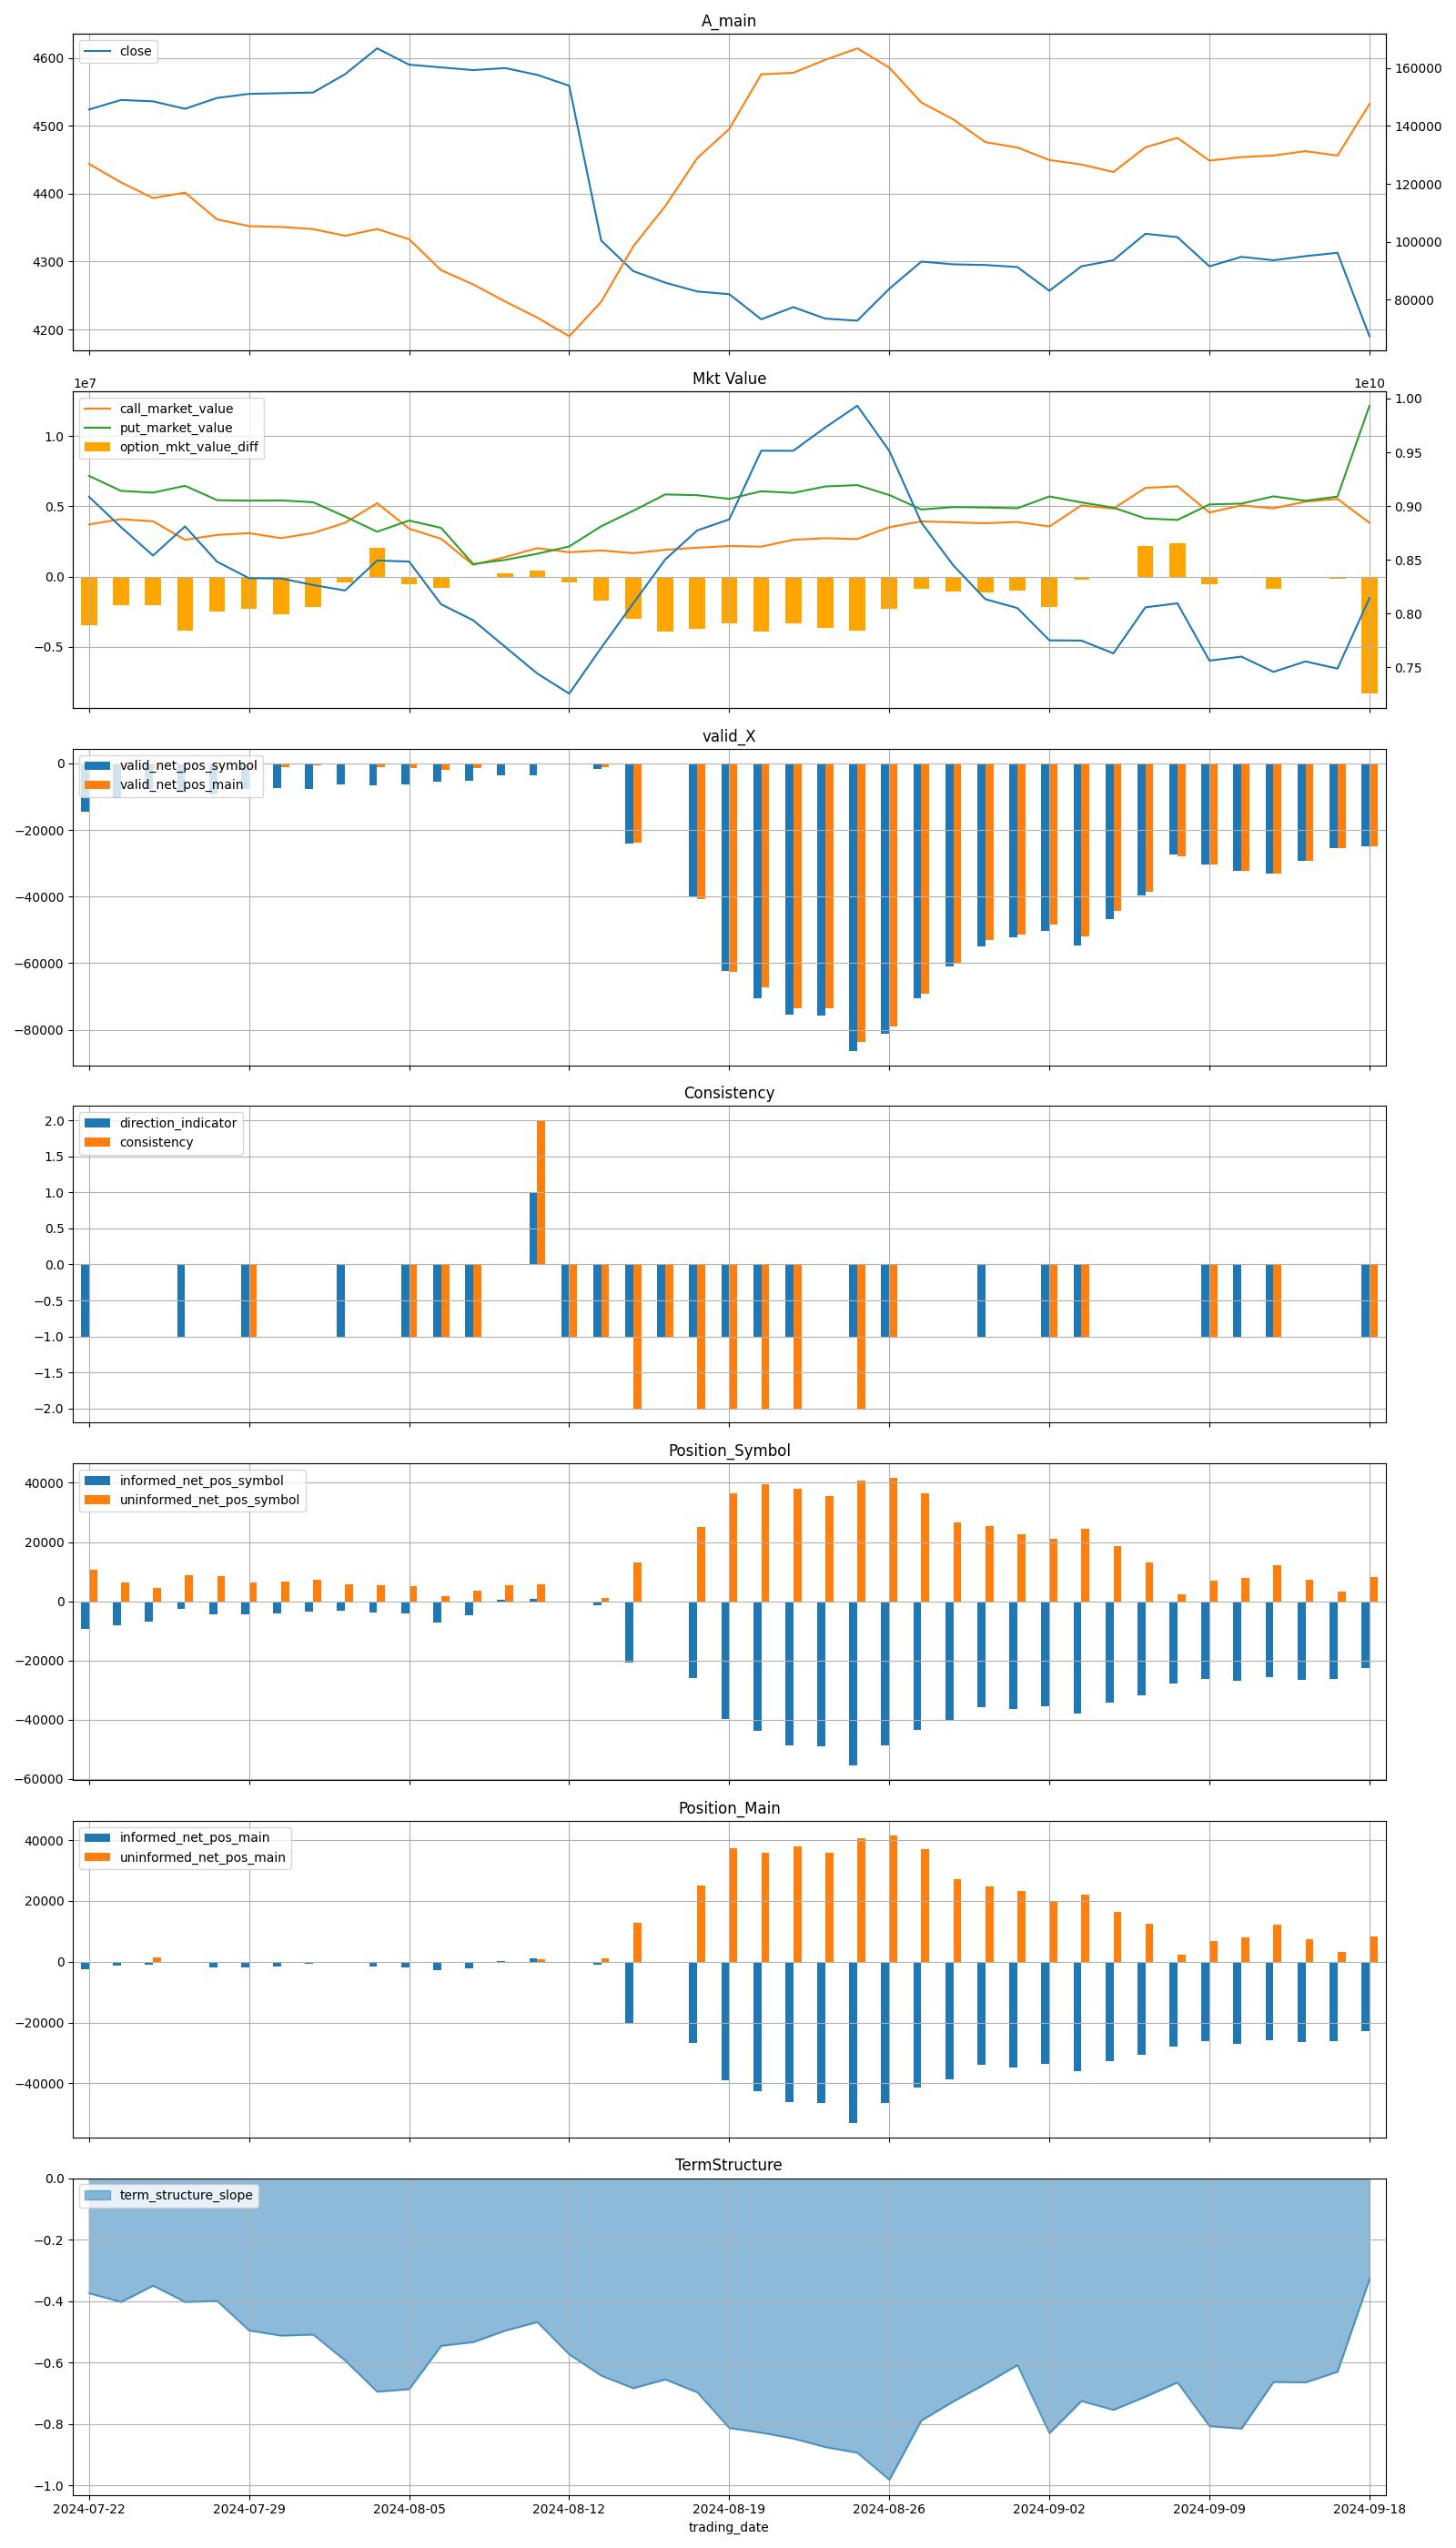 A_main
close
4600
4500
4400
4300
4200
160000
140000
120000
100000
80000
Mkt Value
1e7
1e10
call_market_value
put_market_value
option_mkt_value_diff
1.0
0.5
0.0
−0.5
1.00
0.95
0.90
0.85
0.80
0.75
valid_X
valid_net_pos_symbol
valid_net_pos_main
0
−20000
−40000
−60000
−80000
Consistency
direction_indicator
consistency
2.0
1.5
1.0
0.5
0.0
−0.5
−1.0
−1.5
−2.0
Position_Symbol
informed_net_pos_symbol
uninformed_net_pos_symbol
40000
20000
0
−20000
−40000
−60000
Position_Main
informed_net_pos_main
uninformed_net_pos_main
40000
20000
0
−20000
−40000
TermStructure
term_structure_slope
0.0
−0.2
−0.4
−0.6
−0.8
−1.0
2024-07-22 2024-07-29 2024-08-05 2024-08-12 2024-08-19 2024-08-26 2024-09-02 2024-09-09 2024-09-18
trading_date